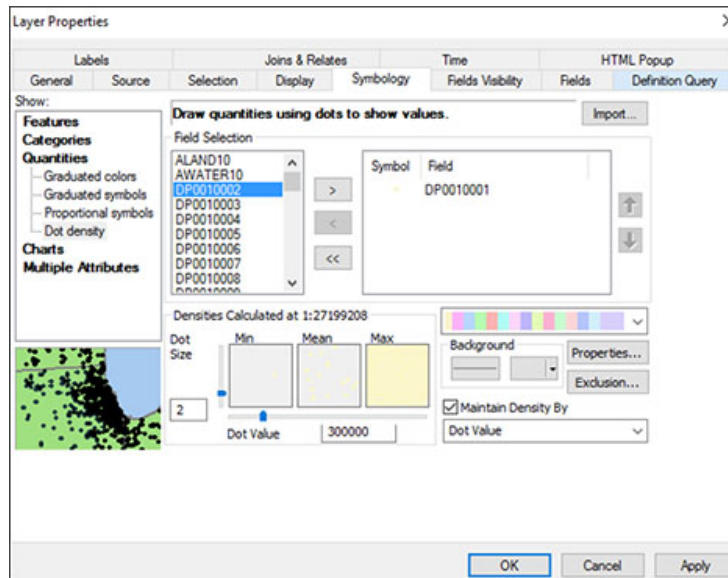 Layer Properties
Labels Joins & Relates Time HTML Popup
General Source Selection Display Symbology Fields Visibility Fields Definition Query
Show:
Features
Categories
Quantities
Graduated colors
Graduated symbols
Proportional symbols
Dot density
Charts
Multiple Attributes
Draw quantities using dots to show values.
Import...
Field Selection
ALAND10
AWATER10
DP0010002
DP0010003
DP0010004
DP0010005
DP0010006
DP0010007
DP0010008
DP0010009
>
<
<<
Symbol Field
DP0010001
Densities Calculated at 1:27199208
Dot Size
Min Mean Max
2
Dot Value 300000
Background
Properties...
Exclusion...
Maintain Density By
Dot Value
OK Cancel Apply